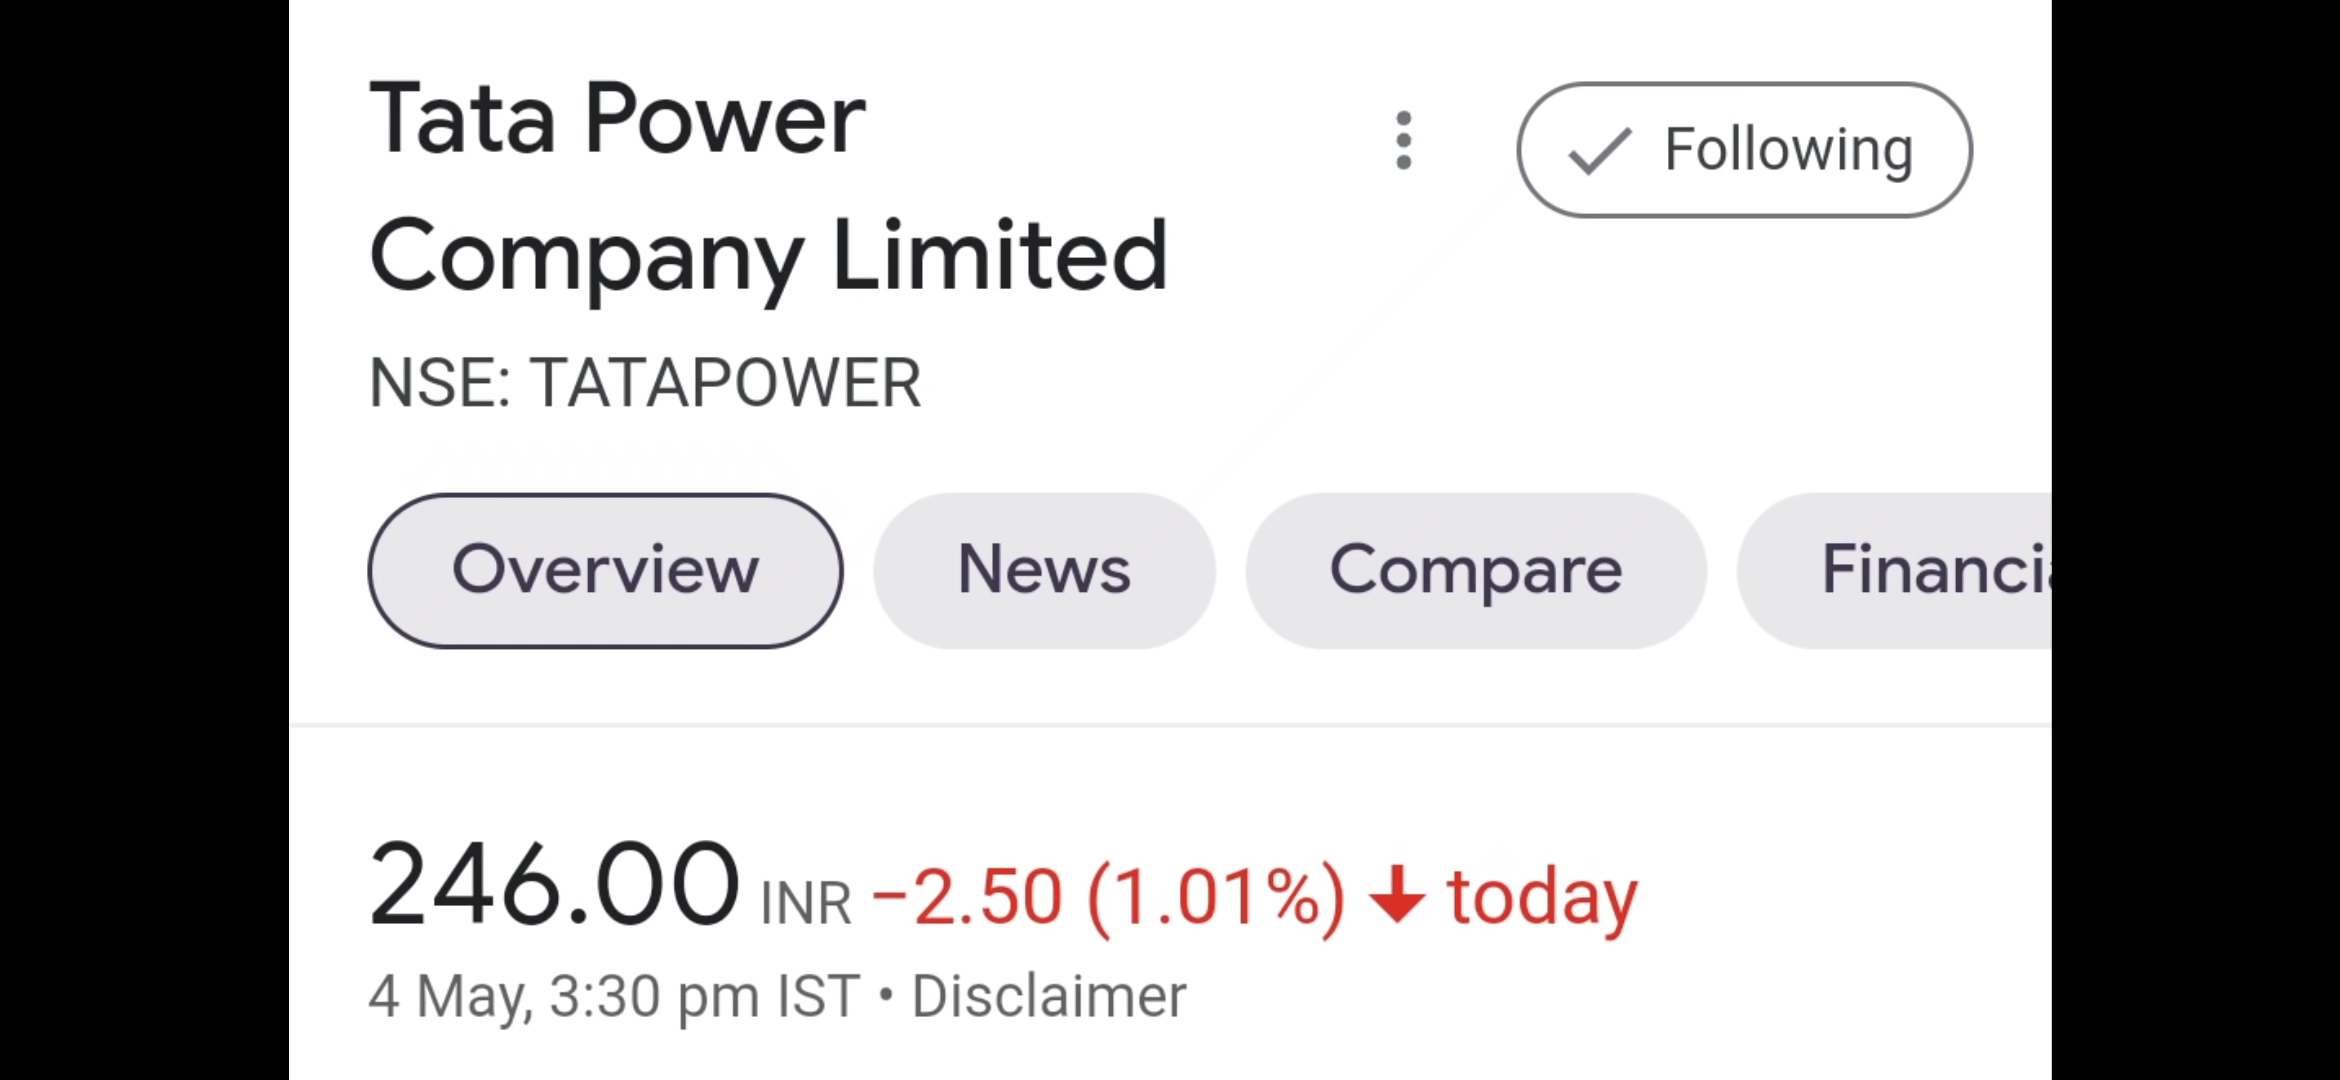 Tata Power
Company Limited
Following
NSE: TATAPOWER
Overview News Compare Financi
246.00 INR −2.50 (1.01%) ↓ today
4 May, 3:30 pm IST • Disclaimer